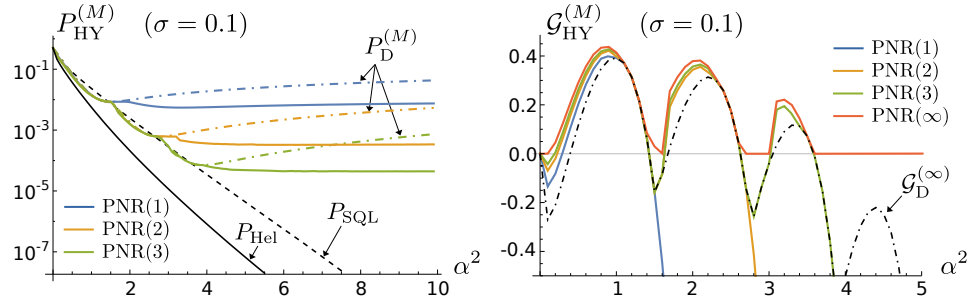 P_HY^(M) (σ = 0.1)
P_D^(M)
10^-1
10^-3
10^-5
10^-7
PNR(1)
PNR(2)
PNR(3)
P_Hel
P_SQL
2 4 6 8 10
α^2
𝒢_HY^(M) (σ = 0.1)
0.4
0.2
0.0
-0.2
-0.4
PNR(1)
PNR(2)
PNR(3)
PNR(∞)
𝒢_D^(∞)
1 2 3 4 5
α^2